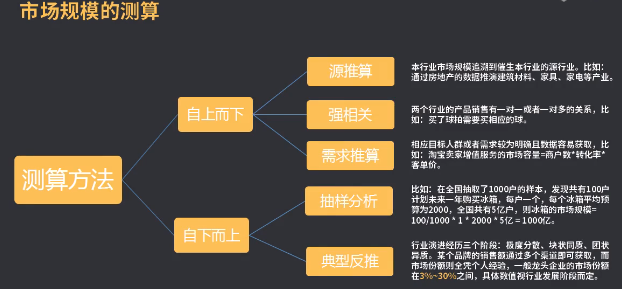 市场规模的测算
测算方法
自上而下
源推算
本行业市场规模追溯到催生本行业的源行业。比如：
通过房地产的数据推演建筑材料、家具、家电等产业。
强相关
两个行业的产品销售有一对一或者一对多的关系，比
如：买了球拍需要买相应的球。
需求推算
相应目标人群或者需求较为明确且数据容易获取，比
如：淘宝卖家增值服务的市场容量=商户数*转化率*
客单价。
自下而上
抽样分析
比如：在全国抽取了1000户的样本，发现共有100户
计划未来一年购买冰箱，每户一个，每个冰箱平均预
算为2000，全国共有5亿户，则冰箱的市场规模=
100/1000 * 1 * 2000 * 5亿 = 1000亿。
典型反推
行业演进经历三个阶段：极度分散、块状同质、团状
异质。某个品牌的销售额通过多个渠道即可获取，而
市场份额则全凭个人经验，一般龙头企业的市场份额
在3%~30%之间，具体数值视行业发展阶段而定。